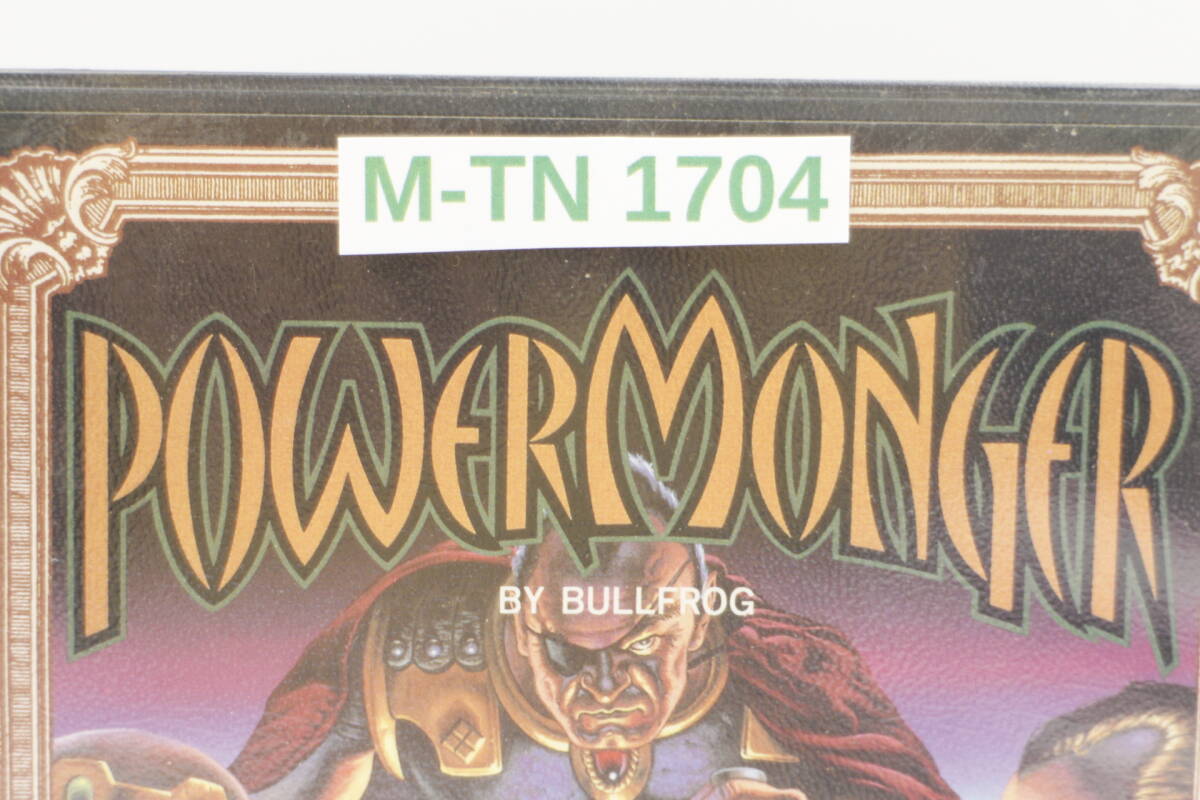 M-TN 1704
POWERMONGER
BY BULLFROG